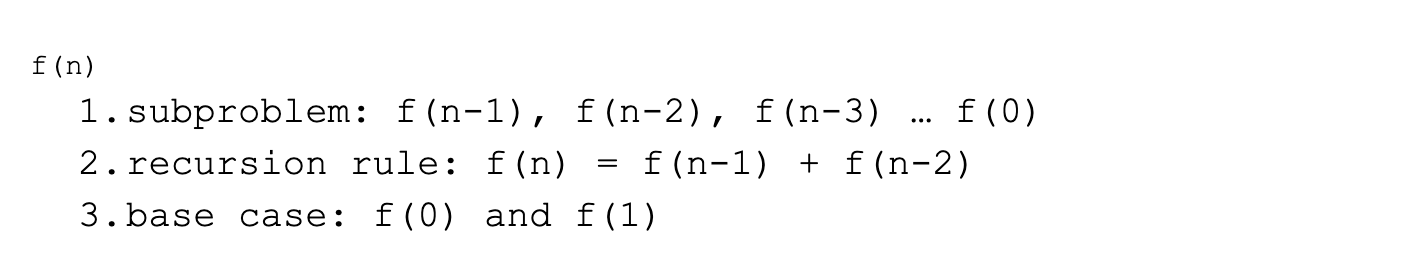 f(n)
1.subproblem: f(n-1), f(n-2), f(n-3) … f(0)
2.recursion rule: f(n) = f(n-1) + f(n-2)
3.base case: f(0) and f(1)